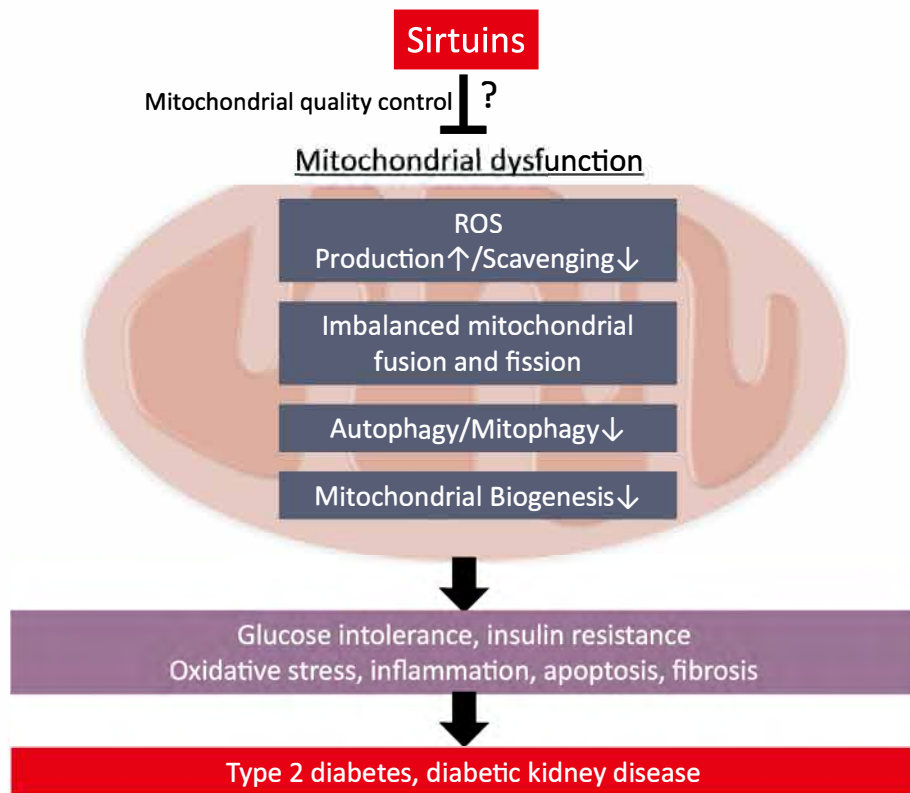 Sirtuins
Mitochondrial quality control
?
Mitochondrial dysfunction
ROS
Production↑/Scavenging↓
Imbalanced mitochondrial
fusion and fission
Autophagy/Mitophagy↓
Mitochondrial Biogenesis↓
Glucose intolerance, insulin resistance
Oxidative stress, inflammation, apoptosis, fibrosis
Type 2 diabetes, diabetic kidney disease